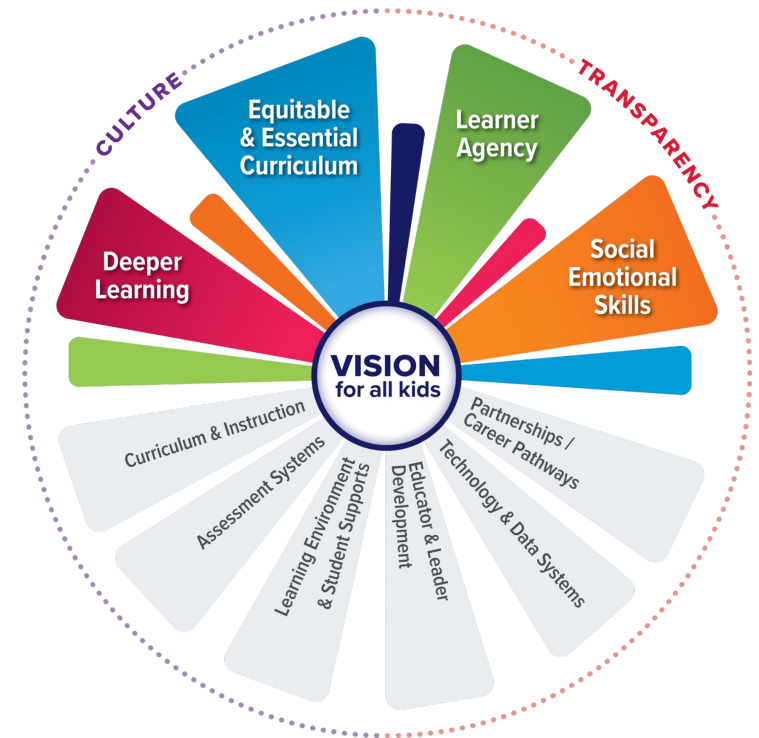 CULTURE
TRANSPARENCY
Equitable
& Essential
Curriculum
Learner
Agency
Deeper
Learning
Social
Emotional
Skills
VISION
for all kids
Curriculum & Instruction
Assessment Systems
Learning Environment
& Student Supports
Educator & Leader
Development
Technology & Data Systems
Partnerships /
Career Pathways